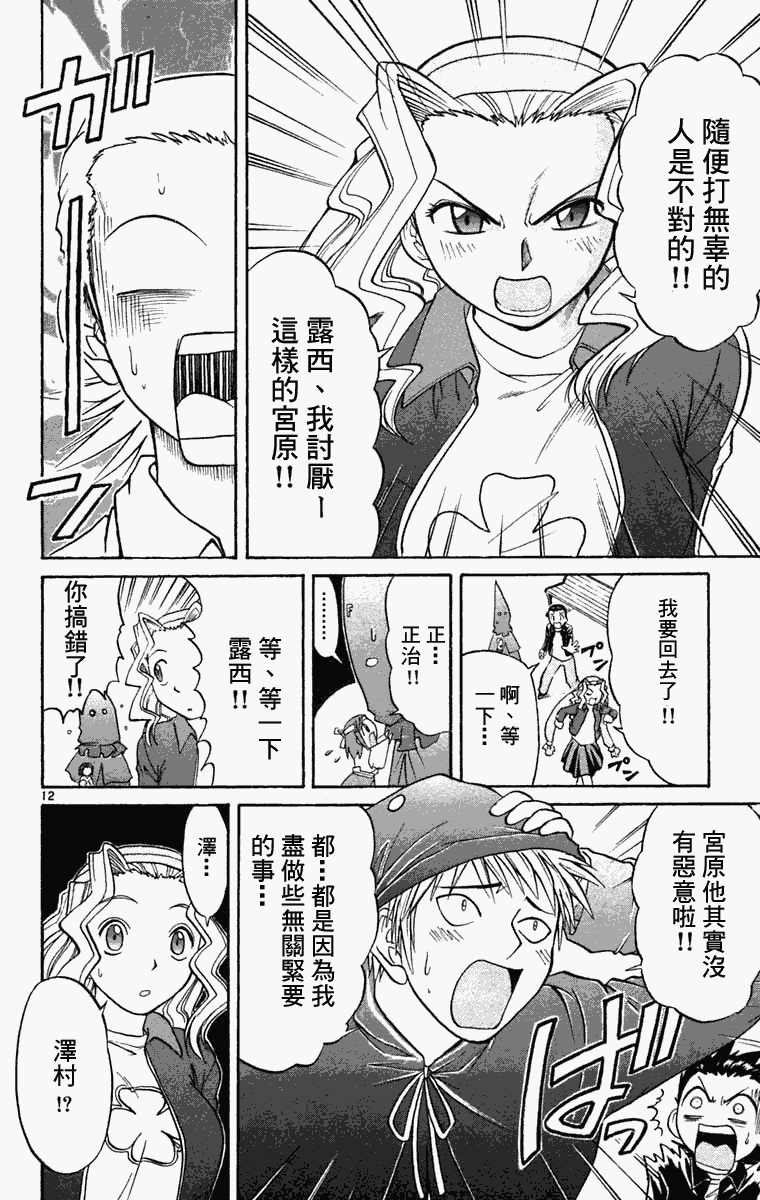 隨便打無辜的
人是不對的!!
露西、我討厭ー
這樣的宮原!!
ガーン
我要回去了!!
啊、等
一下…
プン
プン
正…
正治!!
………
F
等、等一下
露西!!
你搞錯了!!
12
宮原他其實沒
有惡意啦!!
都…都是因為我
盡做些無關緊要
的事…
ばっ
澤…
澤村
!?